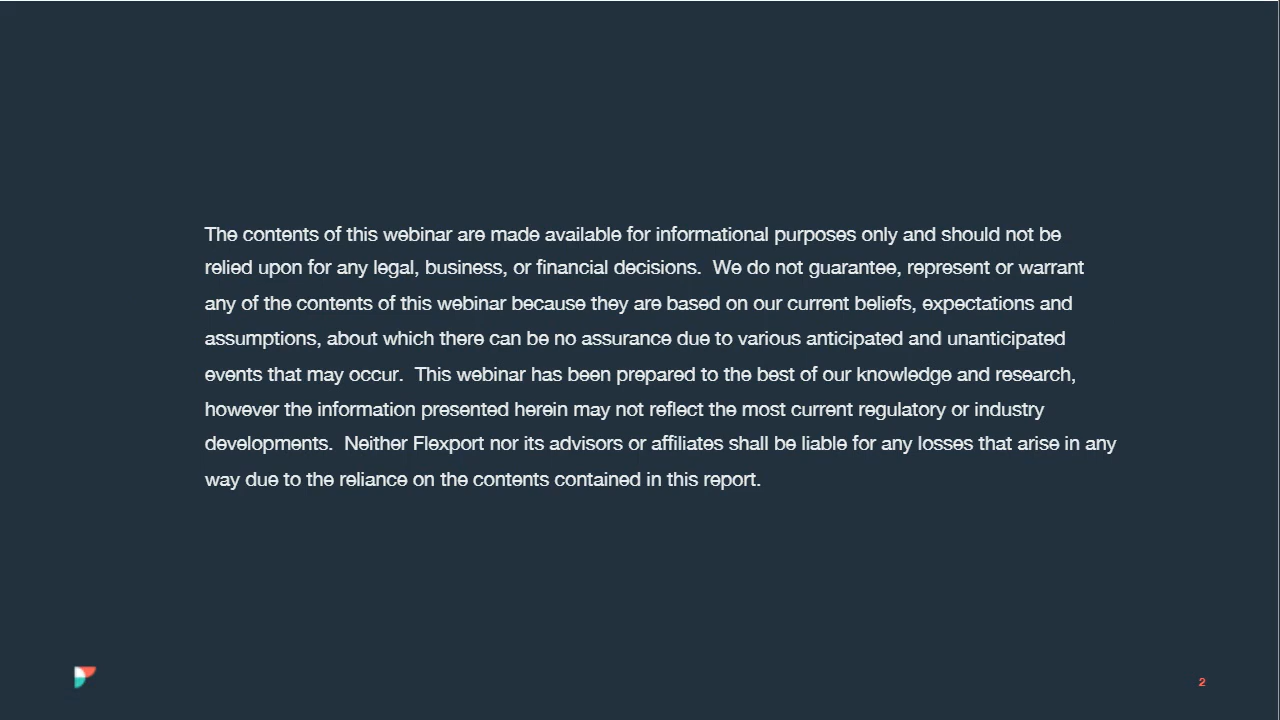 The contents of this webinar are made available for informational purposes only and should not be
relied upon for any legal, business, or financial decisions.  We do not guarantee, represent or warrant
any of the contents of this webinar because they are based on our current beliefs, expectations and
assumptions, about which there can be no assurance due to various anticipated and unanticipated
events that may occur.  This webinar has been prepared to the best of our knowledge and research,
however the information presented herein may not reflect the most current regulatory or industry
developments.  Neither Flexport nor its advisors or affiliates shall be liable for any losses that arise in any
way due to the reliance on the contents contained in this report.
2